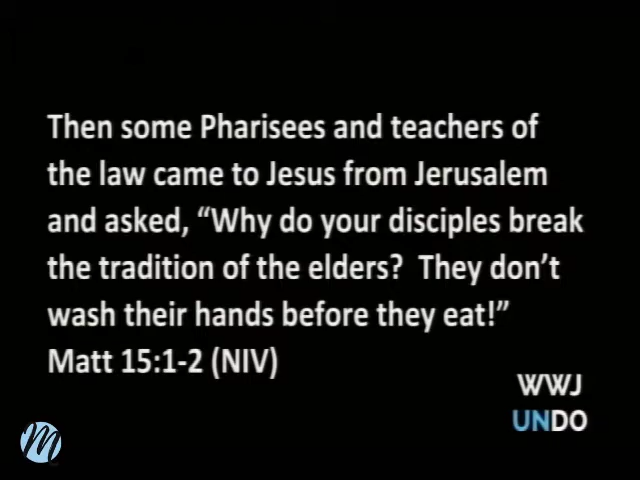 Then some Pharisees and teachers of
the law came to Jesus from Jerusalem
and asked, “Why do your disciples break
the tradition of the elders?  They don’t
wash their hands before they eat!”
Matt 15:1-2 (NIV)
WWJ
UNDO
M